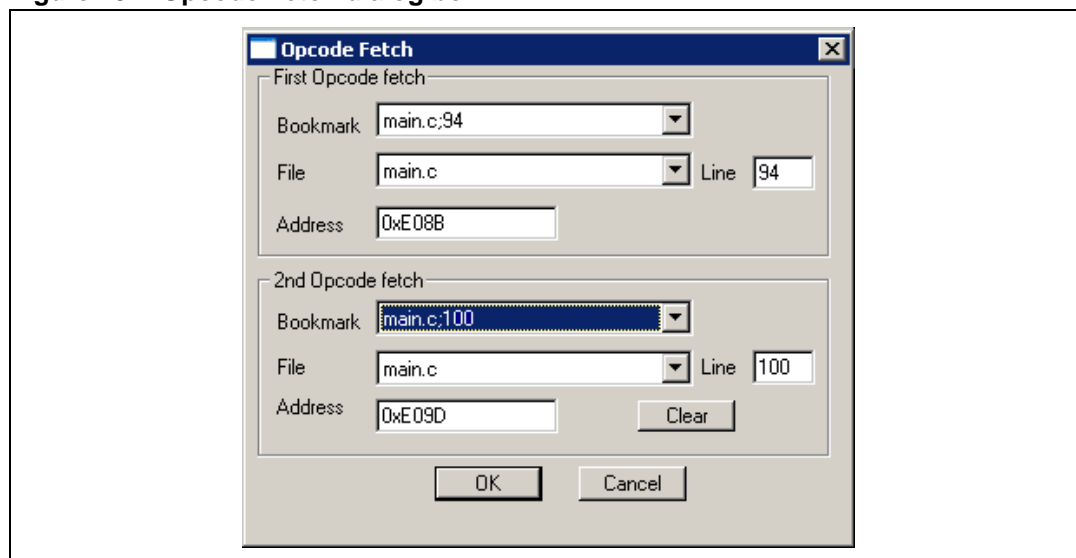 Opcode Fetch
First Opcode fetch
Bookmark main.c;94
File main.c Line 94
Address 0xE08B
2nd Opcode fetch
Bookmark main.c;100
File main.c Line 100
Address 0xE09D Clear
OK Cancel